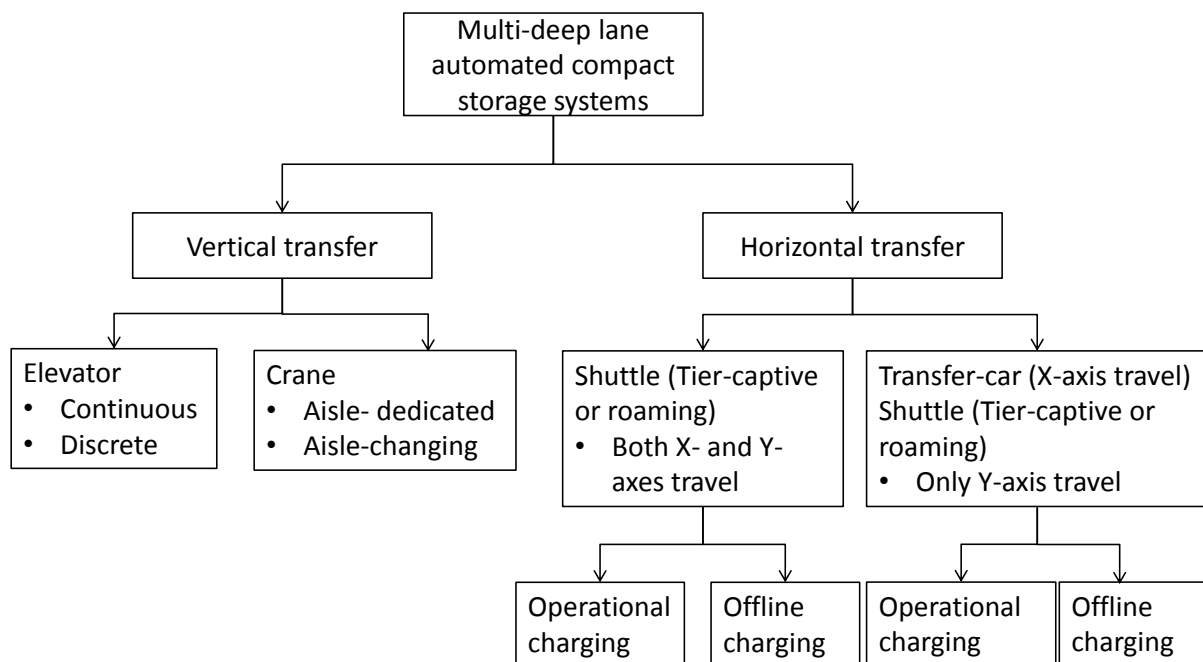 Multi-deep lane
automated compact
storage systems
Vertical transfer
Horizontal transfer
Elevator
• Continuous
• Discrete
Crane
• Aisle- dedicated
• Aisle-changing
Shuttle (Tier-captive
or roaming)
• Both X- and Y-
axes travel
Transfer-car (X-axis travel)
Shuttle (Tier-captive or
roaming)
• Only Y-axis travel
Operational
charging
Offline
charging
Operational
charging
Offline
charging